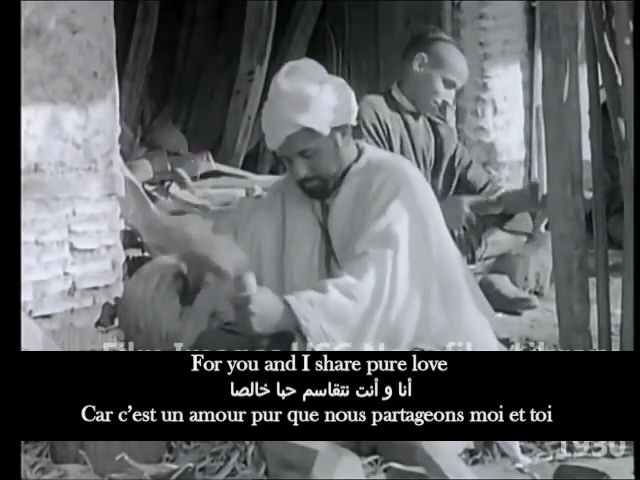 For you and I share pure love
أنا و أنت نتقاسم حبا خالصا
Car c'est un amour pur que nous partageons moi et toi
1930